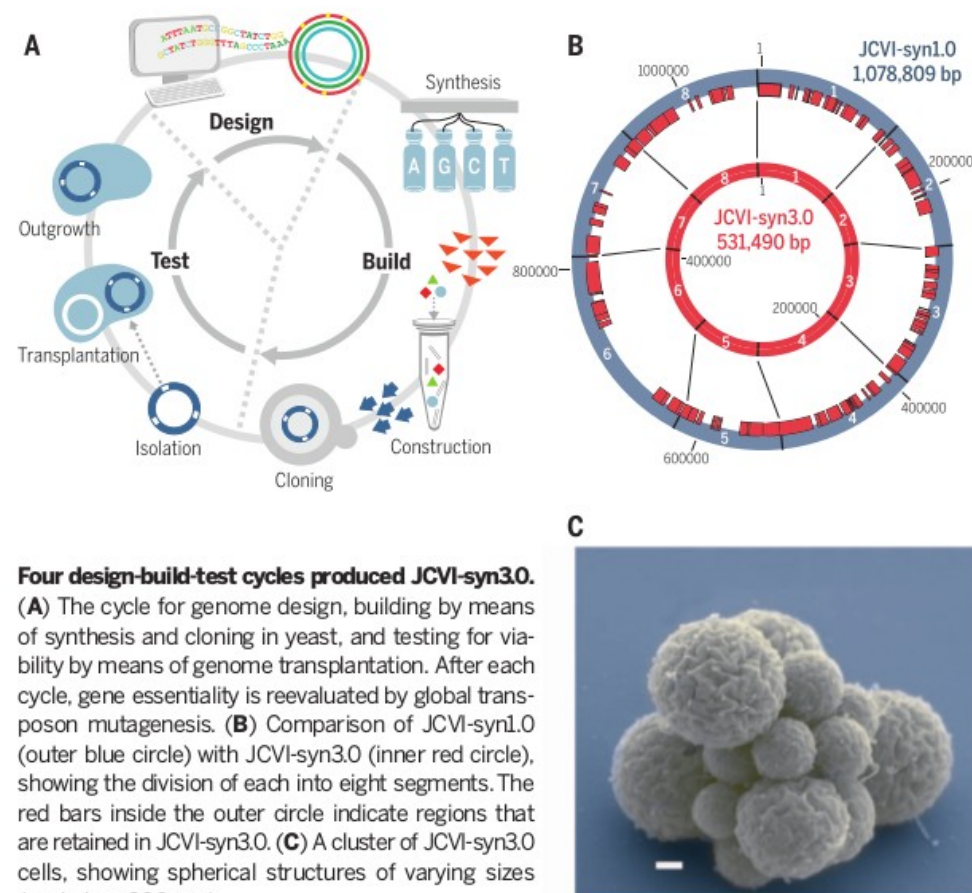 A
ATTTAATGC
GGCTATCTGG
GCTATCTGGGTTTAGCCCTAAA
Design
Synthesis
A G C T
Build
Construction
Cloning
Isolation
Transplantation
Outgrowth
Test
B
JCVI-syn1.0
1,078,809 bp
1
1000000
200000
400000
600000
800000
1
2
3
4
5
6
7
8
JCVI-syn3.0
531,490 bp
1
200000
400000
1
2
3
4
5
6
7
8
C
Four design-build-test cycles produced JCVI-syn3.0.
(A) The cycle for genome design, building by means
of synthesis and cloning in yeast, and testing for via-
bility by means of genome transplantation. After each
cycle, gene essentiality is reevaluated by global trans-
poson mutagenesis. (B) Comparison of JCVI-syn1.0
(outer blue circle) with JCVI-syn3.0 (inner red circle),
showing the division of each into eight segments. The
red bars inside the outer circle indicate regions that
are retained in JCVI-syn3.0. (C) A cluster of JCVI-syn3.0
cells, showing spherical structures of varying sizes